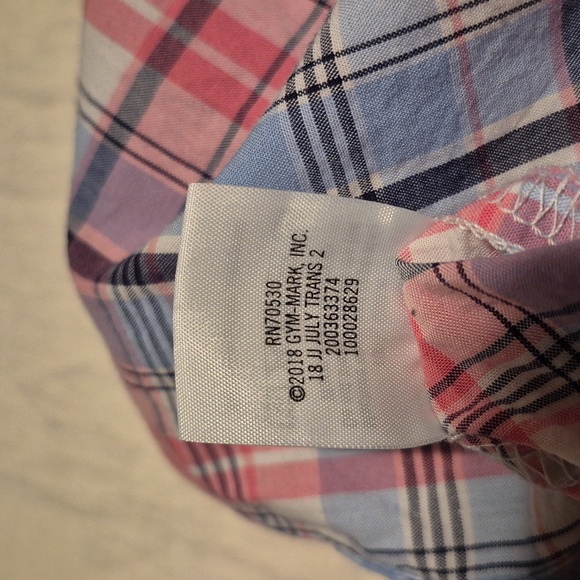 RN70530
©2018 GYM-MARK, INC.
18 JJ JULY TRANS 2
200363374
100028629